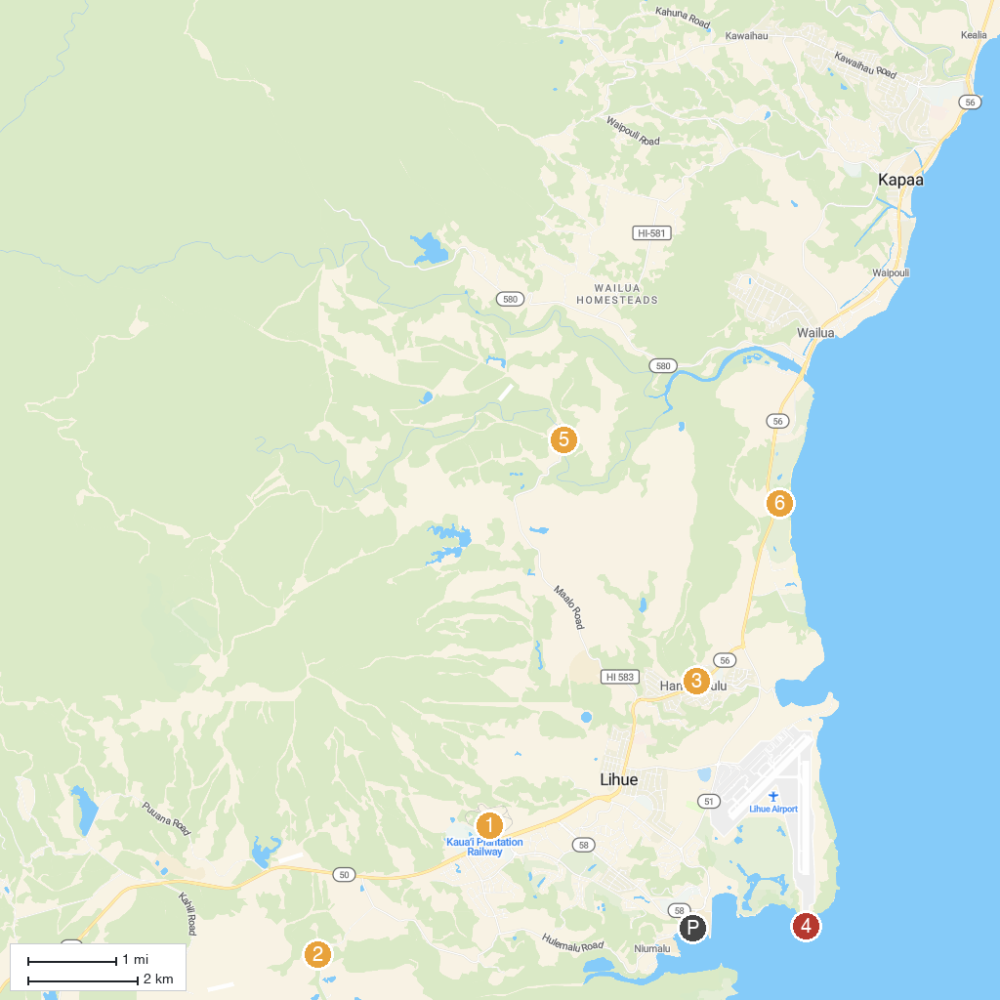 Kahuna Road
Kawaihau
Kealia
Kawaihau Road
56
Waipouli Road
Kapaa
HI-581
Waipouli
WAILUA
HOMESTEADS
580
Wailua
580
56
5
6
Maalo Road
56
HI 583
3
Lihue
51
Lihue Airport
1
Kaua'i Plantation
Railway
Puuana Road
58
50
Kahili Road
58
P
4
Hulemalu Road
Niumalu
2
1 mi
2 km